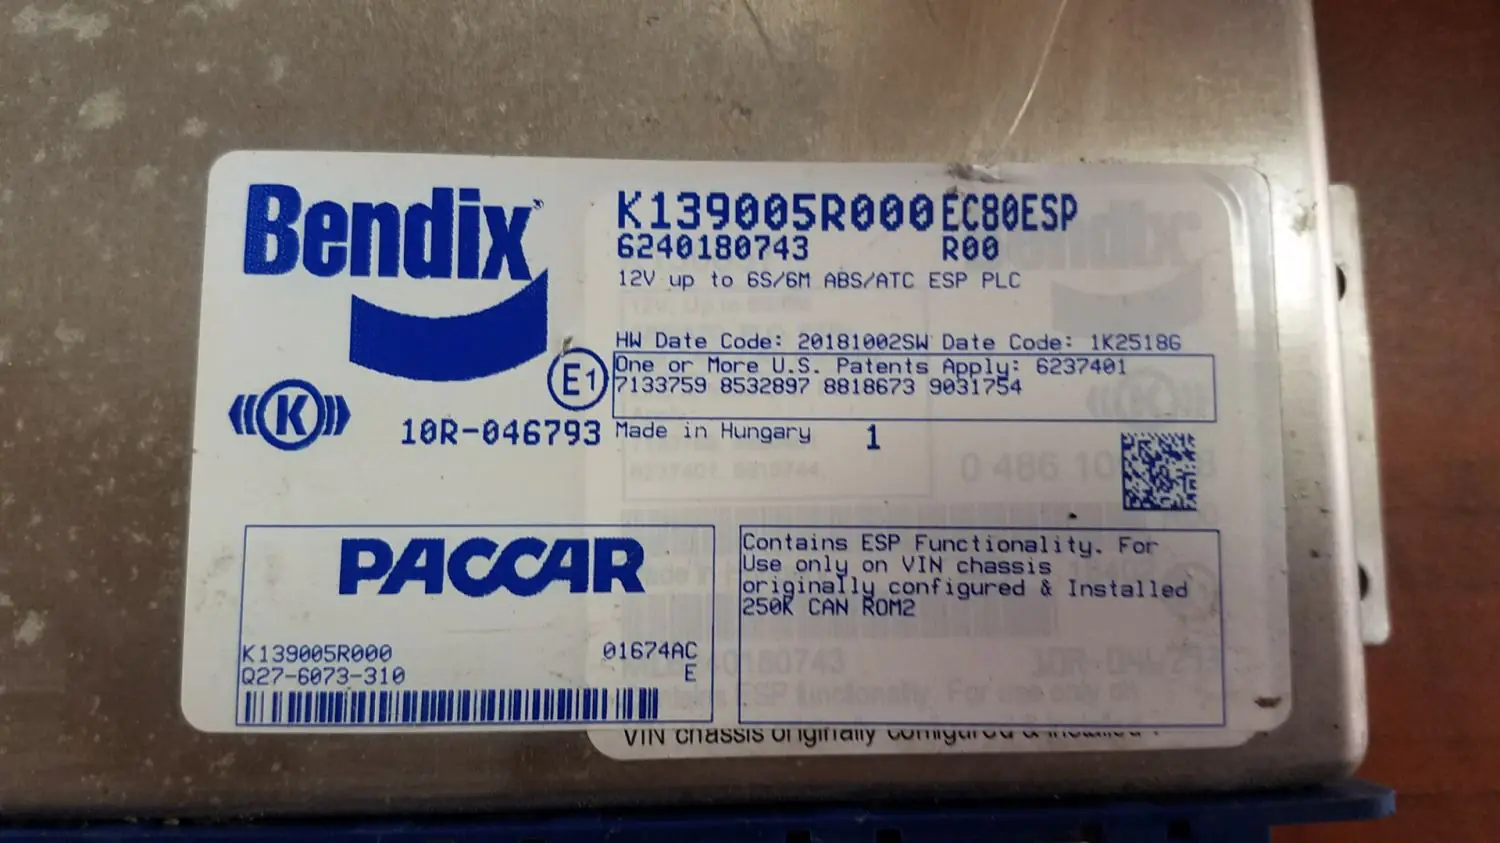 Bendix
K139005R000 EC80ESP
6240180743 R00
12V up to 6S/6M ABS/ATC ESP PLC
HW Date Code: 20181002SW Date Code: 1K25186
One or More U.S. Patents Apply: 6237401
7133759 8532897 8818673 9031754
E1
K
10R-046793
Made in Hungary 1
PACCAR
K139005R000 01674AC
Q27-6073-310 E
Contains ESP Functionality. For
Use only on VIN chassis
originally configured & Installed
250K CAN ROM2
VIN chassis originally configured & installed